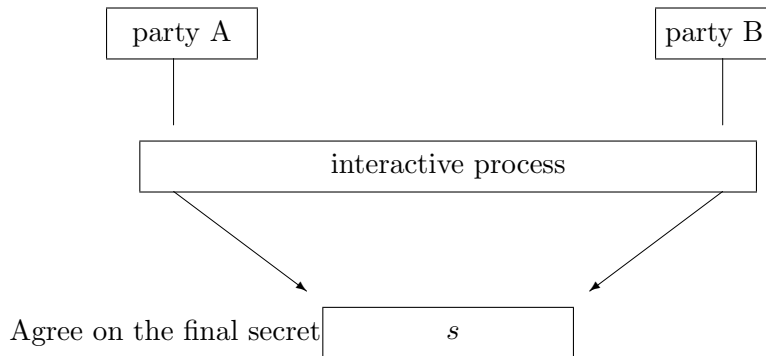 party A
party B
interactive process
Agree on the final secret
s